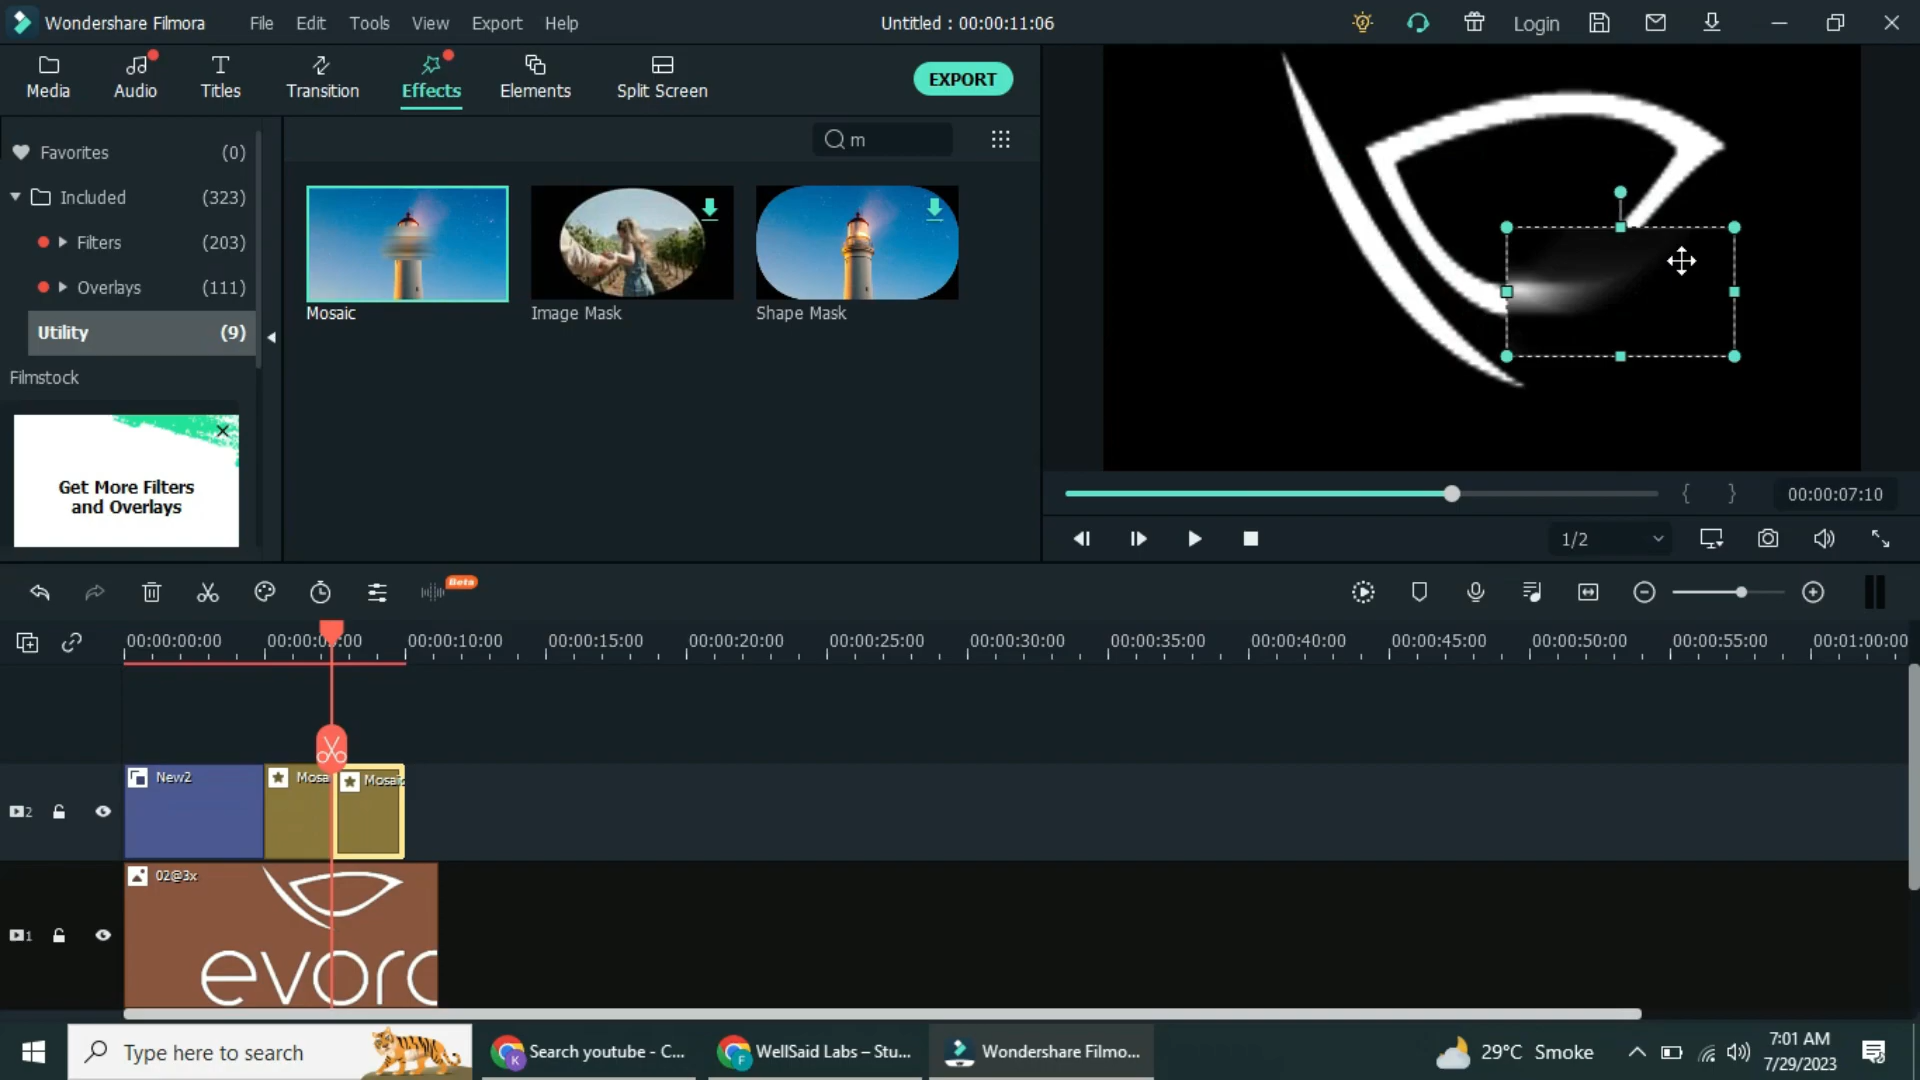 Wondershare Filmora File Edit Tools View Export Help Untitled : 00:00:11:06 Login
Media Audio Titles Transition Effects Elements Split Screen EXPORT
m
Favorites (0)
Included (323)
Filters (203)
Overlays (111)
Utility (9)
Filmstock
Get More Filters
and Overlays
Mosaic Image Mask Shape Mask
{ } 00:00:07:10
1/2
Beta
00:00:00:00 00:00:10:00 00:00:15:00 00:00:20:00 00:00:25:00 00:00:30:00 00:00:35:00 00:00:40:00 00:00:45:00 00:00:50:00 00:00:55:00 00:01:00:00
New2 Mosa Mosaic
2
02@3x
evor
1
Type here to search Search youtube - C... WellSaid Labs – Stu... Wondershare Filmo... 29°C Smoke 7:01 AM
7/29/2023